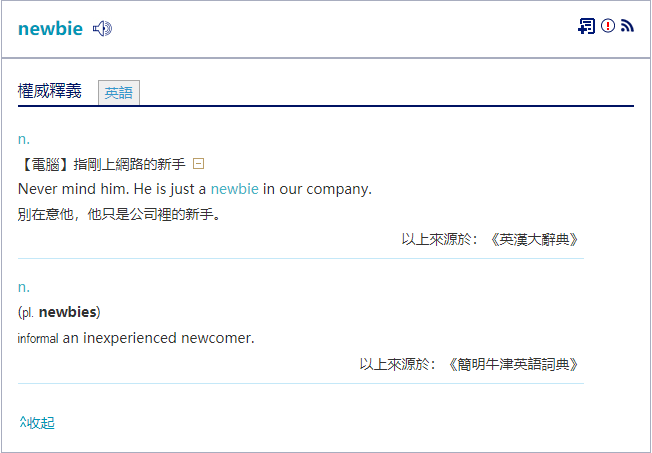 newbie
權威釋義 英語
n.
【電腦】指剛上網路的新手
Never mind him. He is just a newbie in our company.
別在意他，他只是公司裡的新手。
以上來源於：《英漢大辭典》
n.
(pl. newbies)
informal an inexperienced newcomer.
以上來源於：《簡明牛津英語詞典》
收起